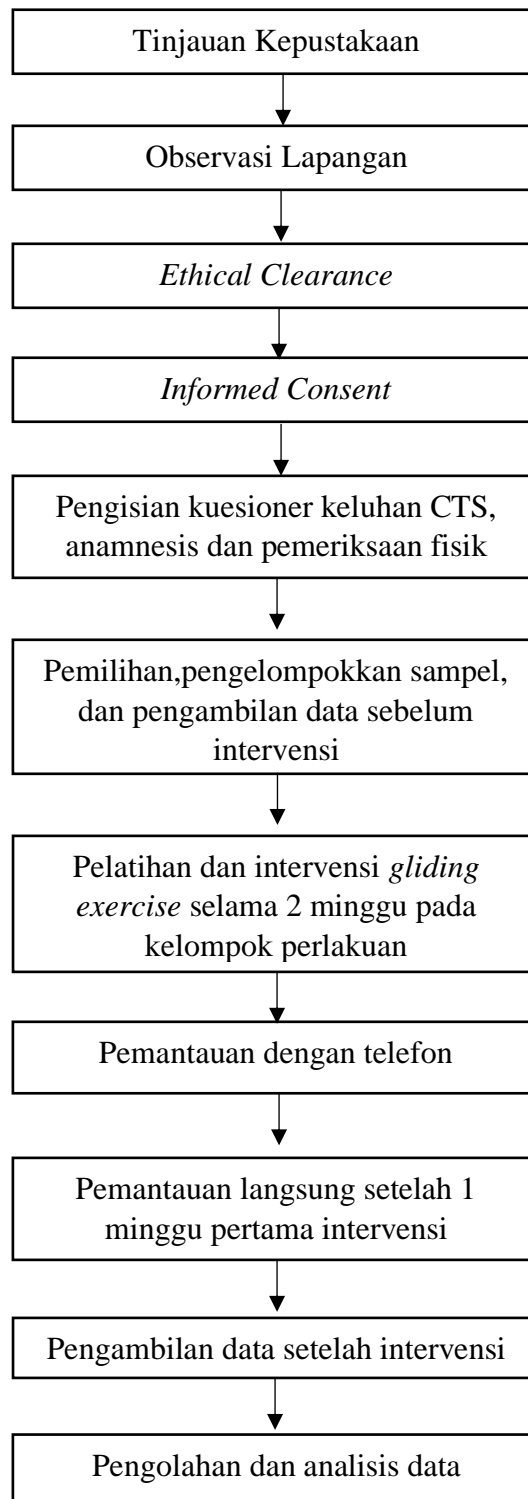 Tinjauan Kepustakaan
Observasi Lapangan
Ethical Clearance
Informed Consent
Pengisian kuesioner keluhan CTS,
anamnesis dan pemeriksaan fisik
Pemilihan,pengelompokkan sampel,
dan pengambilan data sebelum
intervensi
Pelatihan dan intervensi gliding
exercise selama 2 minggu pada
kelompok perlakuan
Pemantauan dengan telefon
Pemantauan langsung setelah 1
minggu pertama intervensi
Pengambilan data setelah intervensi
Pengolahan dan analisis data